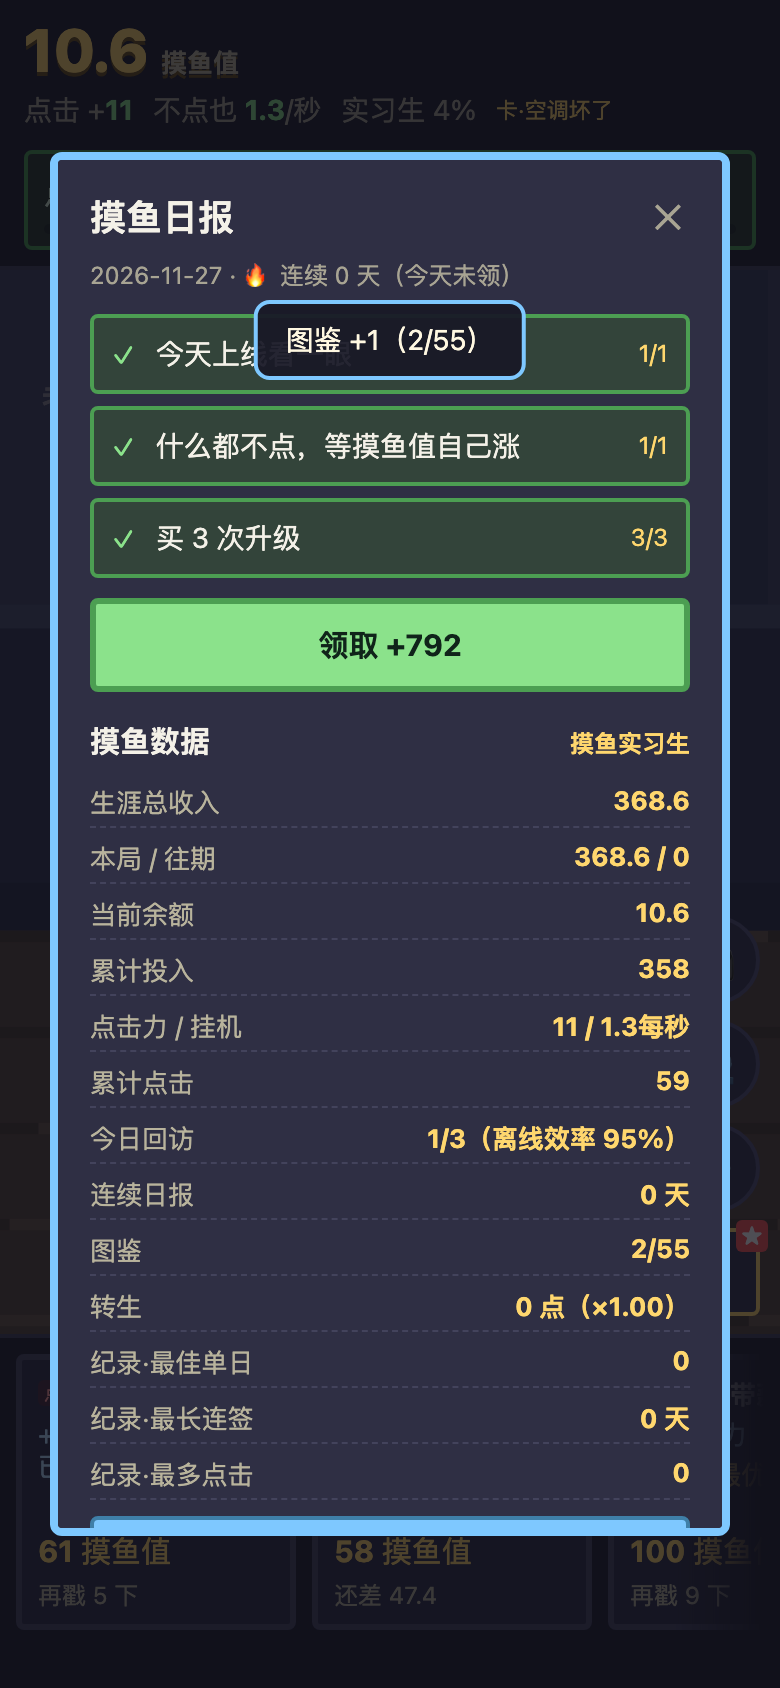 10.6 摸鱼值
点击 +11 不点也 1.3/秒 实习生 4% 卡·空调坏了
摸鱼日报
2026-11-27 · 🔥 连续 0 天（今天未领）
图鉴 +1（2/55）
✓ 今天上线看一眼 1/1
✓ 什么都不点，等摸鱼值自己涨 1/1
✓ 买 3 次升级 3/3
领取 +792
摸鱼数据 摸鱼实习生
生涯总收入 368.6
本局 / 往期 368.6 / 0
当前余额 10.6
累计投入 358
点击力 / 挂机 11 / 1.3每秒
累计点击 59
今日回访 1/3（离线效率 95%）
连续日报 0 天
图鉴 2/55
转生 0 点（×1.00）
纪录·最佳单日 0
纪录·最长连签 0 天
纪录·最多点击 0
61 摸鱼值 58 摸鱼值 100 摸鱼
再戳 5 下 还差 47.4 再戳 9 下